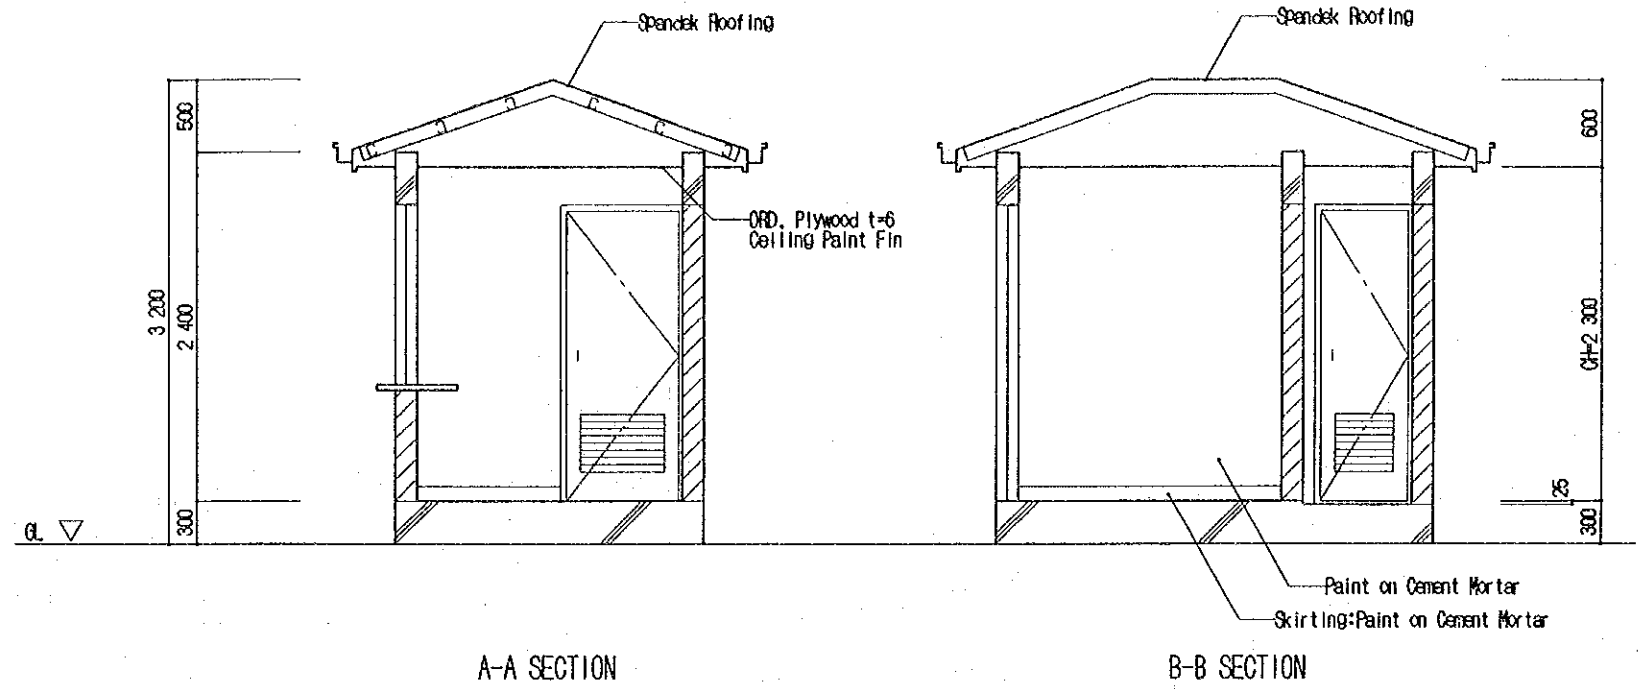 Spandek Roofing
Spandek Roofing
500
600
ORD. Plywood t=6
Ceiling Paint Fin
3 200
2 400
CH=2 300
25
300
300
GL
Paint on Cement Mortar
Skirting:Paint on Cement Mortar
A-A SECTION
B-B SECTION